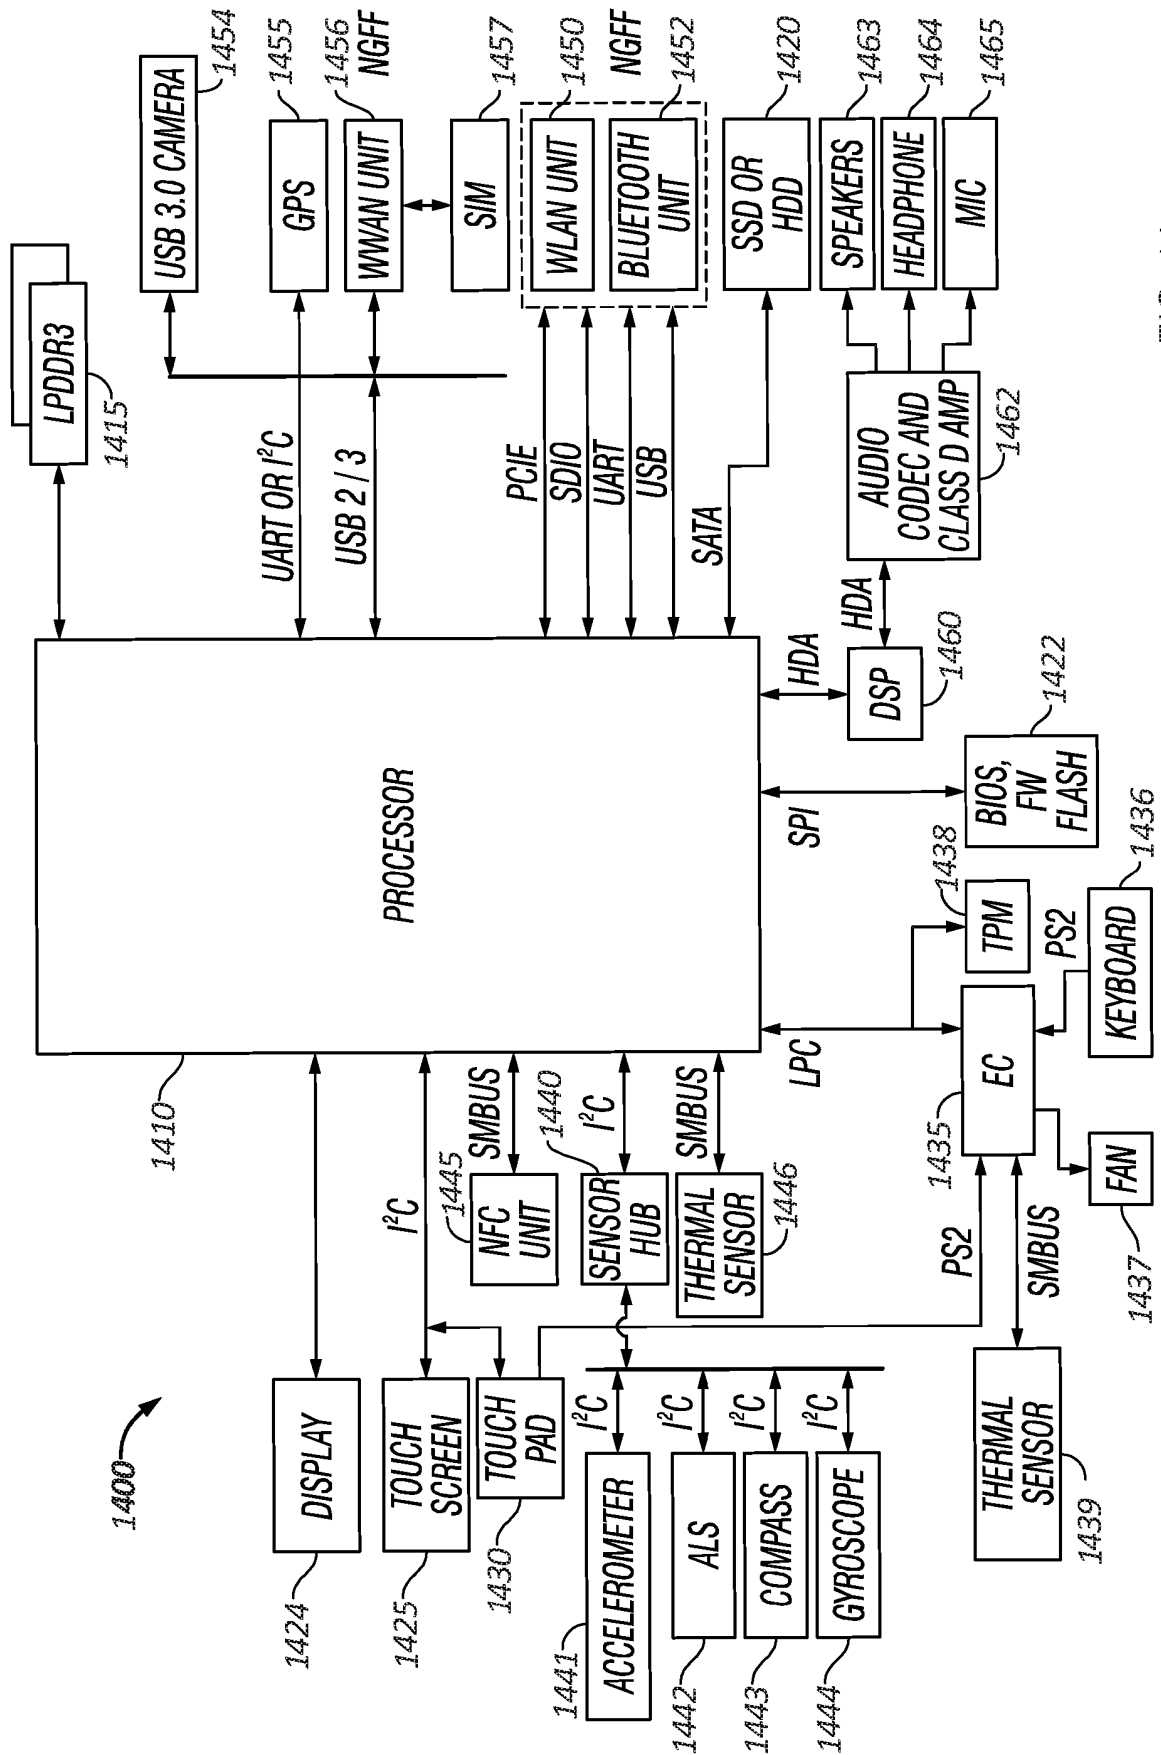 1400
1410
PROCESSOR
LPDDR3
1415
1424
DISPLAY
1425
TOUCH
SCREEN
I²C
1430
TOUCH
PAD
1445
NFC
UNIT
SMBUS
1440
SENSOR
HUB
I²C
THERMAL
SENSOR
1446
SMBUS
1441
ACCELEROMETER
I²C
1442
ALS
I²C
1443
COMPASS
I²C
1444
GYROSCOPE
I²C
PS2
THERMAL
SENSOR
1439
SMBUS
1435
EC
LPC
FAN
1437
KEYBOARD
1436
PS2
TPM
1438
SPI
BIOS,
FW
FLASH
1422
HDA
DSP
1460
HDA
AUDIO
CODEC AND
CLASS D AMP
1462
USB 3.0 CAMERA
1454
UART OR I²C
GPS
1455
USB 2 / 3
WWAN UNIT
1456
NGFF
SIM
1457
PCIE
SDIO
UART
USB
WLAN UNIT
1450
BLUETOOTH
UNIT
1452
NGFF
SATA
SSD OR
HDD
1420
SPEAKERS
1463
HEADPHONE
1464
MIC
1465